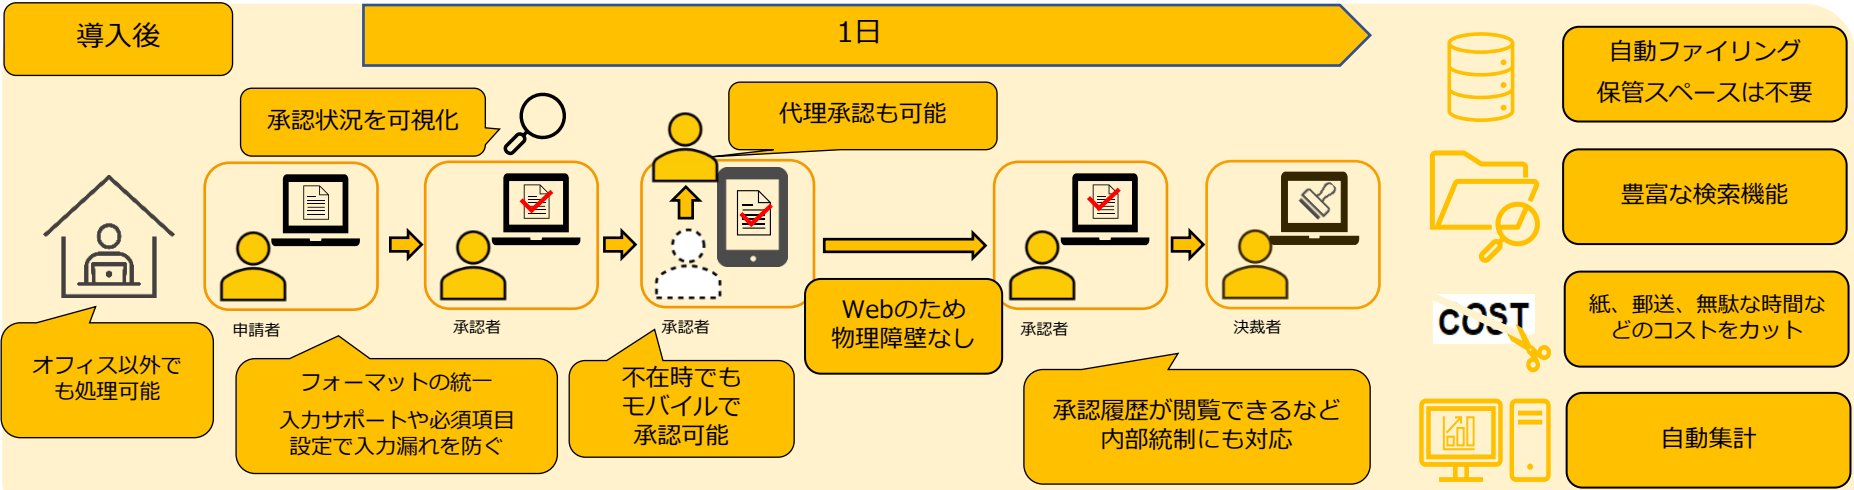 導入後
1日
承認状況を可視化
代理承認も可能
申請者
承認者
承認者
承認者
決裁者
オフィス以外で
も処理可能
フォーマットの統一
入力サポートや必須項目
設定で入力漏れを防ぐ
不在時でも
モバイルで
承認可能
Webのため
物理障壁なし
承認履歴が閲覧できるなど
内部統制にも対応
自動ファイリング
保管スペースは不要
豊富な検索機能
COST
紙、郵送、無駄な時間な
どのコストをカット
自動集計